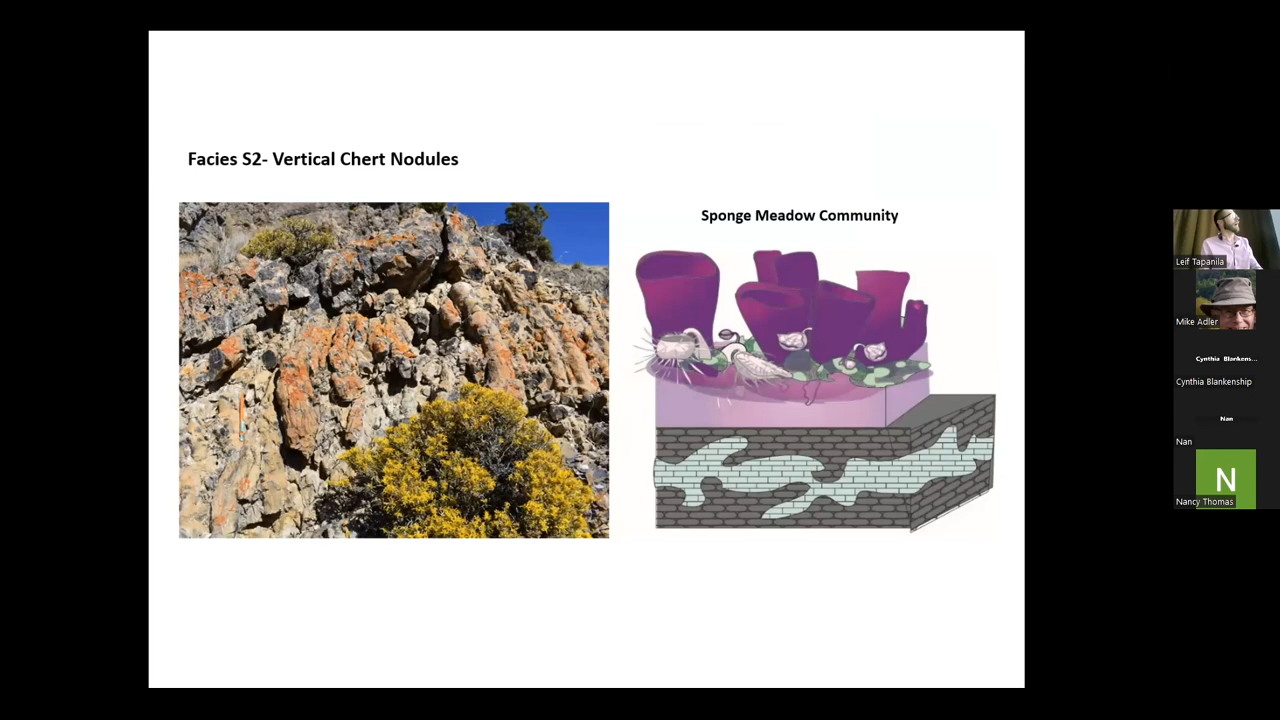 Facies S2- Vertical Chert Nodules
Sponge Meadow Community
Leif Tapanila
Mike Adler
Cynthia Blankens...
Cynthia Blankenship
Nan
Nan
N
Nancy Thomas